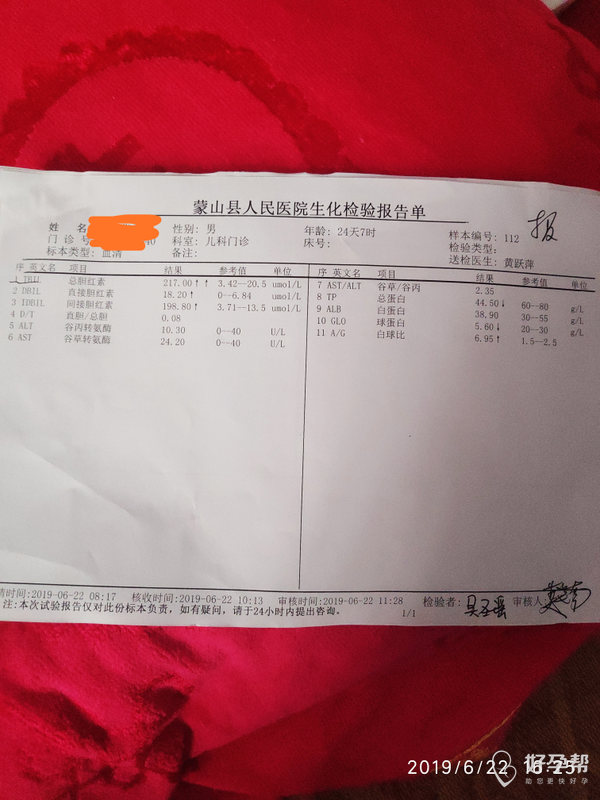 蒙山县人民医院生化检验报告单
报
姓 名 性别: 男 年龄: 24天7时 样本编号: 112
门诊号 科室: 儿科门诊 床号: 检验类型:
标本类型: 血清 备注: 送检医生: 黄跃萍
序 英文名 项目 结果 参考值 单位
1 TBIL 总胆红素 217.00↑↑ 3.42--20.5 umol/L
2 DBIL 直接胆红素 18.20↑ 0--6.84 umol/L
3 IDBIL 间接胆红素 198.80↑ 3.71--13.5 umol/L
4 D/T 直胆/总胆 0.08
5 ALT 谷丙转氨酶 10.30 0--40 U/L
6 AST 谷草转氨酶 24.20 0--40 U/L
序 英文名 项目 结果 参考值 单位
7 AST/ALT 谷草/谷丙 2.35
8 TP 总蛋白 44.50↓ 60--80 g/L
9 ALB 白蛋白 38.90 30--55 g/L
10 GLO 球蛋白 5.60↓ 20--30 g/L
11 A/G 白球比 6.95↑ 1.5--2.5
请时间:2019-06-22 08:17 核收时间:2019-06-22 10:13 审核时间:2019-06-22 11:28 检验者: 审核人:
注:本次试验报告仅对此份标本负责,如有疑问,请于24小时内提出咨询。
1/1
2019/6/22 16:25
好孕帮
助您更快好孕